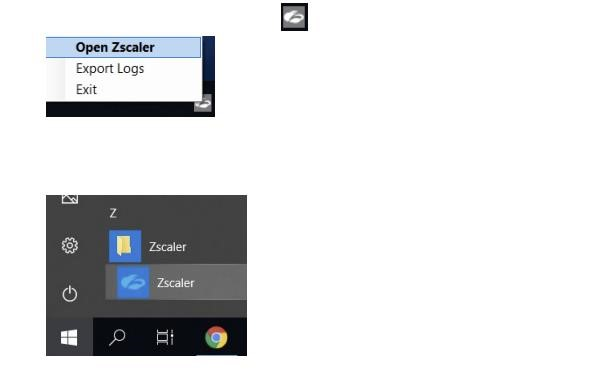 Open Zscaler
Export Logs
Exit
Z
Zscaler
Zscaler